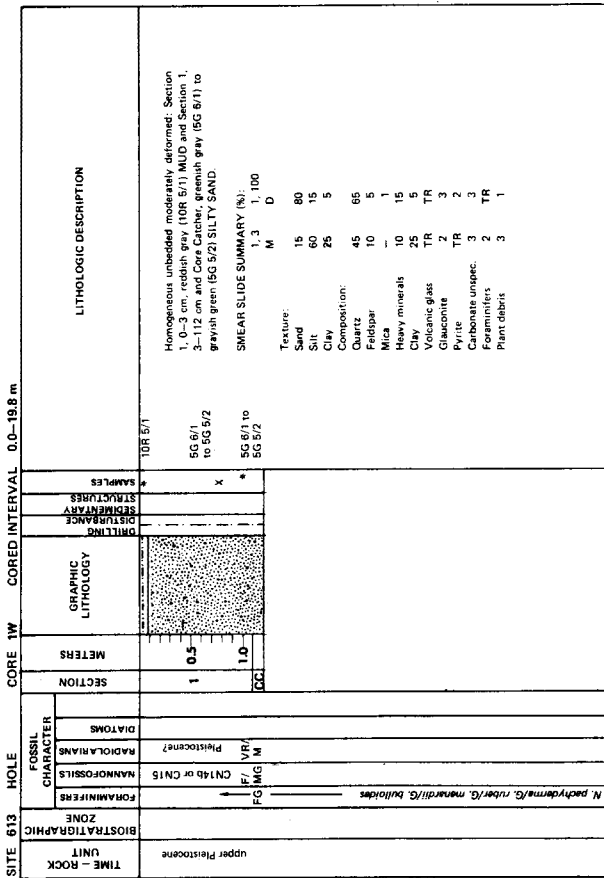 SITE 613 HOLE CORE 1W CORED INTERVAL 0.0–19.8 m
TIME – ROCK UNIT
BIOSTRATIGRAPHIC ZONE
FOSSIL CHARACTER
FORAMINIFERS
NANNOFOSSILS
RADIOLARIANS
DIATOMS
SECTION
METERS
GRAPHIC LITHOLOGY
DRILLING DISTURBANCE
SEDIMENTARY STRUCTURES
SAMPLES
LITHOLOGIC DESCRIPTION
upper Pleistocene
N. pachyderma/G. menardii/G. ruber/G. bulloides
FG
CN14b or CN15
F/MG
Pleistocene?
VR/M
1
CC
0.5
1.0
*
x
*
10R 5/1
5G 6/1
to 5G 5/2
5G 6/1 to
5G 5/2
Homogeneous unbedded moderately deformed: Section
1, 0–3 cm, reddish gray (10R 5/1) MUD and Section 1,
3–112 cm and Core Catcher, greenish gray (5G 6/1) to
grayish green (5G 5/2) SILTY SAND.
SMEAR SLIDE SUMMARY (%):
1, 3 1, 100
M D
Texture:
Sand 15 80
Silt 60 15
Clay 25 5
Composition:
Quartz 45 65
Feldspar 10 5
Mica – 1
Heavy minerals 10 15
Clay 25 5
Volcanic glass TR TR
Glauconite 2 3
Pyrite TR 2
Carbonate unspec. 3 3
Foraminifers 2 TR
Plant debris 3 1